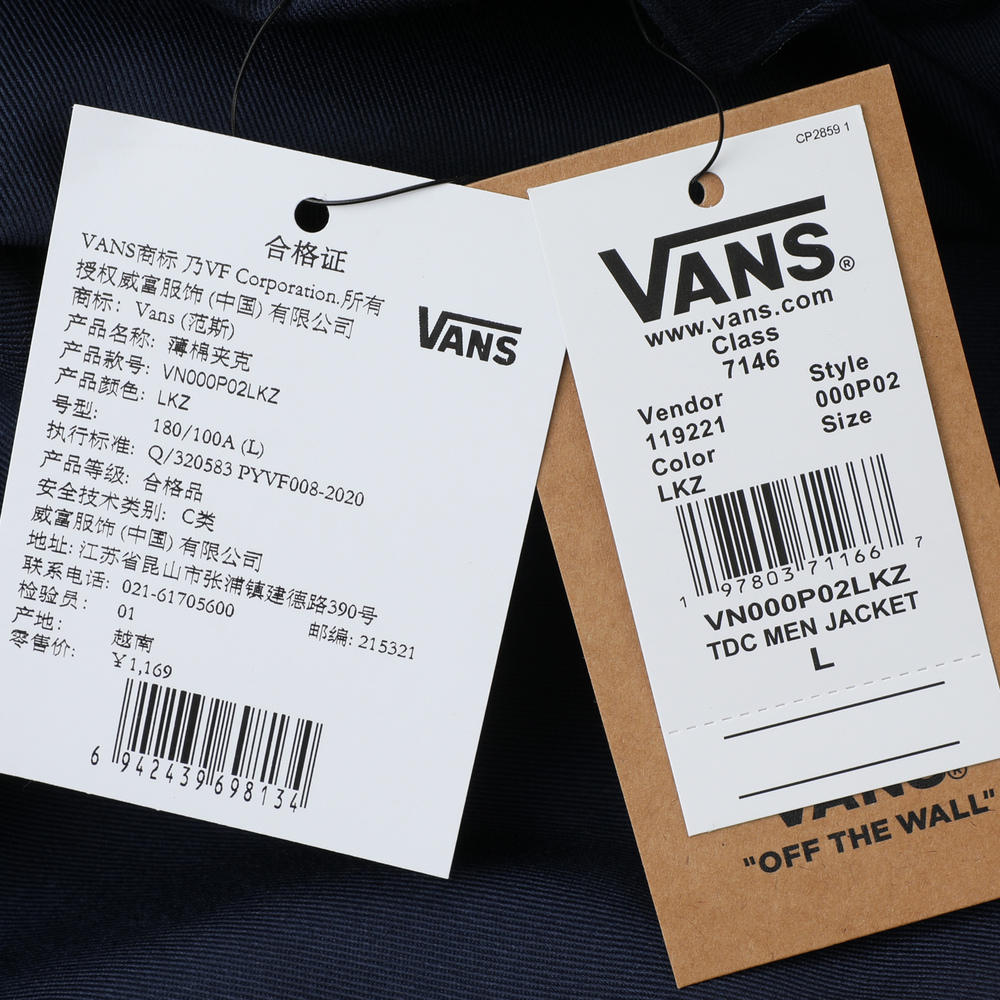 合格证
VANS商标 乃VF Corporation.所有
授权威富服饰 (中国) 有限公司
商标: Vans (范斯)
产品名称: 薄棉夹克
产品款号: VN000P02LKZ
产品颜色: LKZ
号型: 180/100A (L)
执行标准: Q/320583 PYVF008-2020
产品等级: 合格品
安全技术类别: C类
威富服饰 (中国) 有限公司
地址: 江苏省昆山市张浦镇建德路390号
联系电话: 021-61705600 邮编: 215321
检验员: 01
产地: 越南
零售价: ¥1,169
6 942439 698134
VANS
CP2859 1
VANS®
www.vans.com
Class
7146
Vendor Style
119221 000P02
Color Size
LKZ
1 97803 71166 7
VN000P02LKZ
TDC MEN JACKET
L
VANS®
"OFF THE WALL"